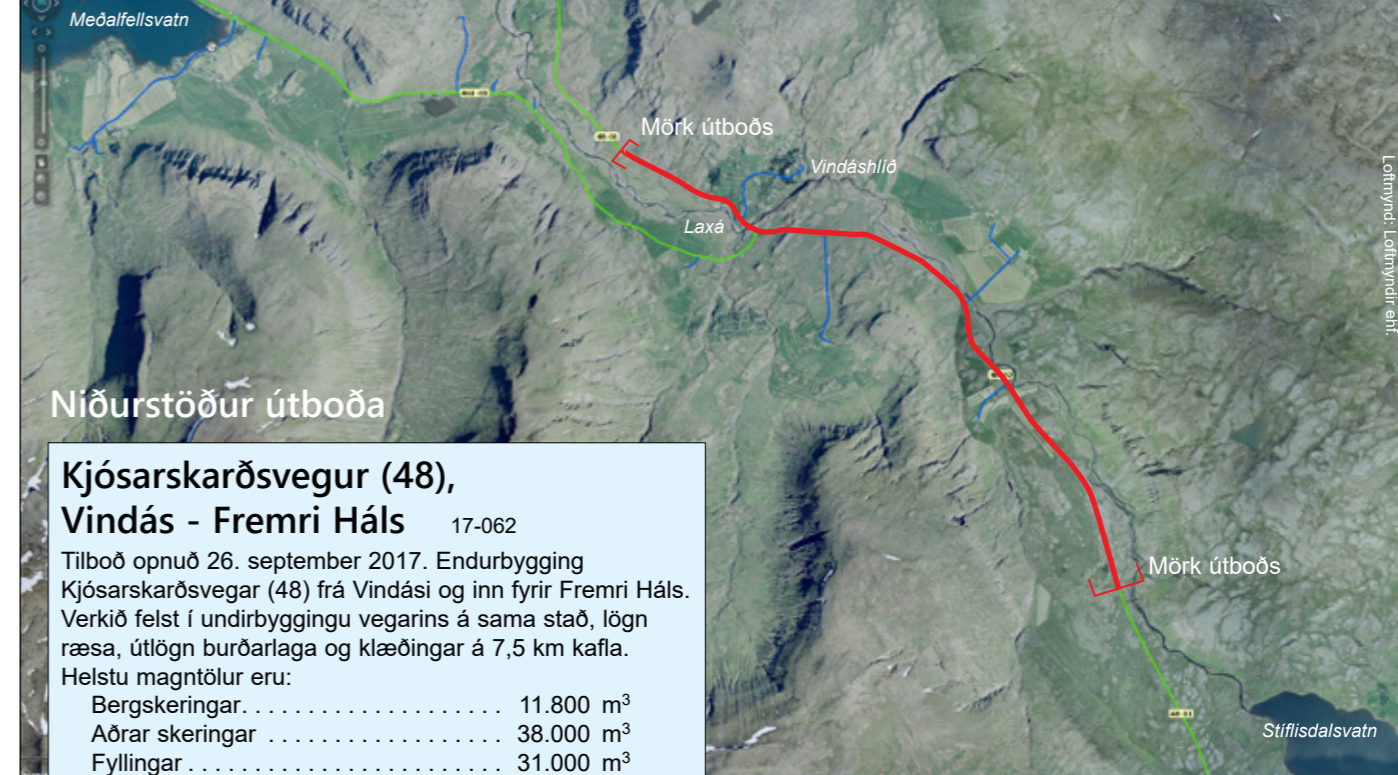 Meðalfellsvatn
Mörk útboðs
Vindáshlíð
Laxá
Loftmynd: Loftmyndir ehf.
Niðurstöður útboða
Kjósarskarðsvegur (48),
Vindás - Fremri Háls 17-062
Tilboð opnuð 26. september 2017. Endurbygging
Kjósarskarðsvegar (48) frá Vindási og inn fyrir Fremri Háls.
Verkið felst í undirbyggingu vegarins á sama stað, lögn
ræsa, útlögn burðarlaga og klæðingar á 7,5 km kafla.
Helstu magntölur eru:
Bergskeringar. . . . . . . . . . . . . . . . . . . . 11.800 m³
Aðrar skeringar . . . . . . . . . . . . . . . . . . 38.000 m³
Fyllingar . . . . . . . . . . . . . . . . . . . . . . . . 31.000 m³
Mörk útboðs
Stíflisdalsvatn